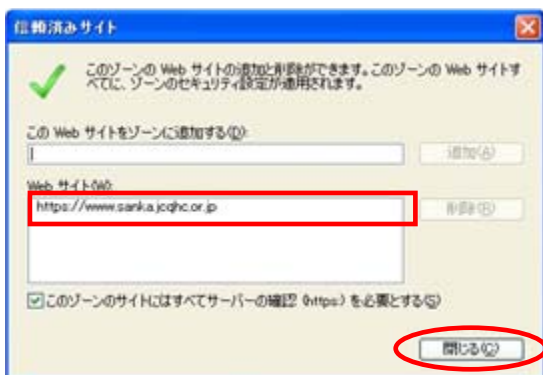 信頼済みサイト
このゾーンの Web サイトの追加と削除ができます。このゾーンの Web サイトす
べてに、ゾーンのセキュリティ設定が適用されます。
この Web サイトをゾーンに追加する(D):
追加(A)
Web サイト(W):
https://www.sanka.jcqhc.or.jp
削除(R)
このゾーンのサイトにはすべてサーバーの確認 (https:) を必要とする(S)
閉じる(C)